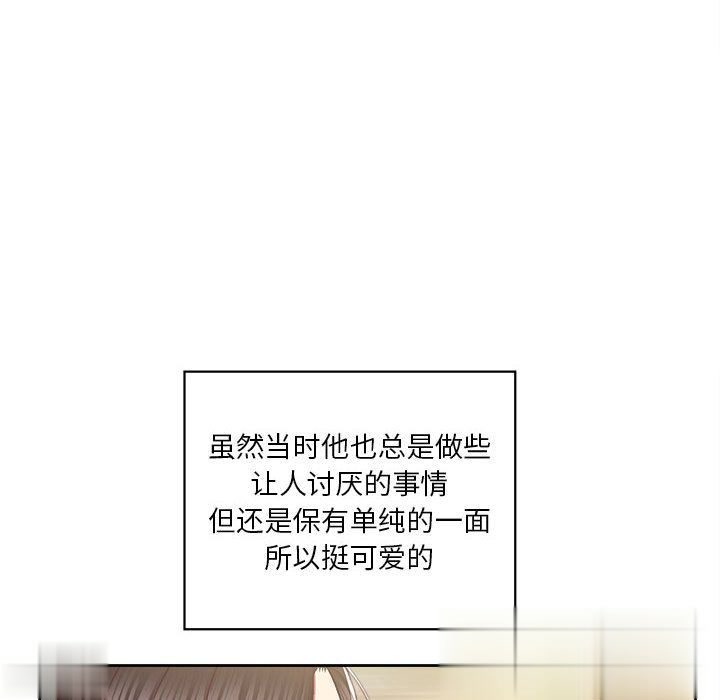 虽然当时他也总是做些
让人讨厌的事情
但还是保有单纯的一面
所以挺可爱的